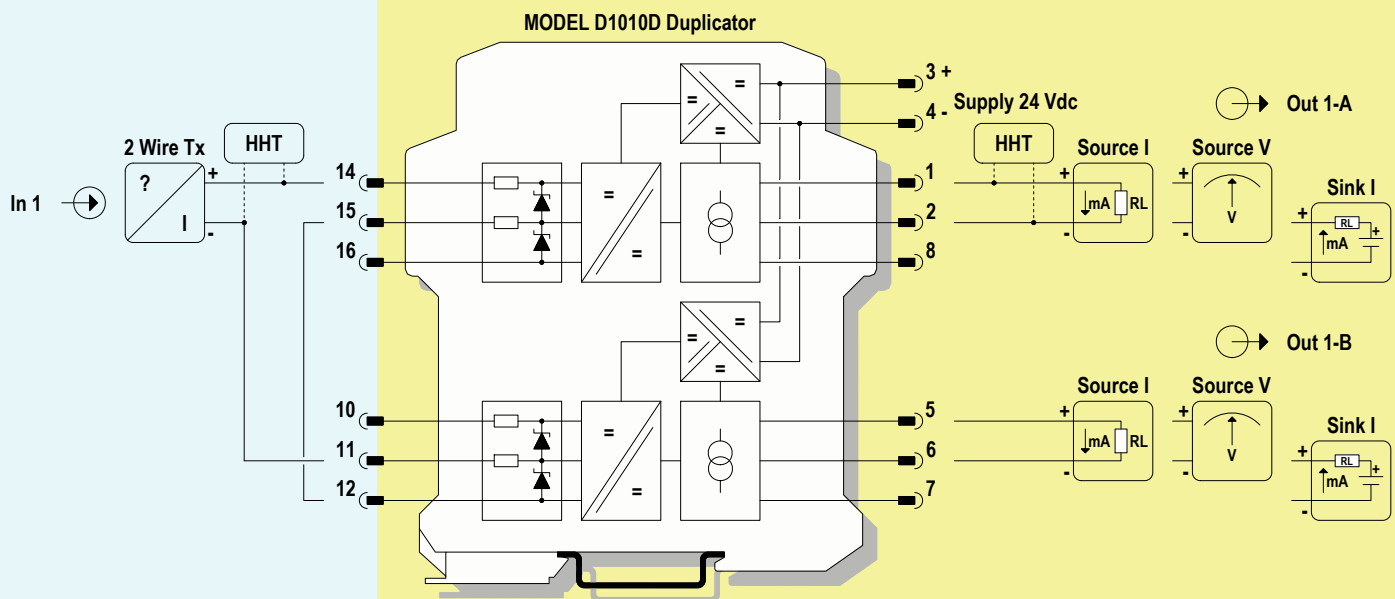 MODEL D1010D Duplicator
3 +
4 -
Supply 24 Vdc
Out 1-A
2 Wire Tx
HHT
HHT
Source I
Source V
Sink I
In 1
?
I
+
-
14
15
16
=
=
=
=
=
1
2
8
+
-
mA
RL
+
-
V
+
-
RL
+
mA
Out 1-B
Source I
Source V
Sink I
10
11
12
=
=
=
=
=
5
6
7
+
-
mA
RL
+
-
V
+
-
RL
+
mA